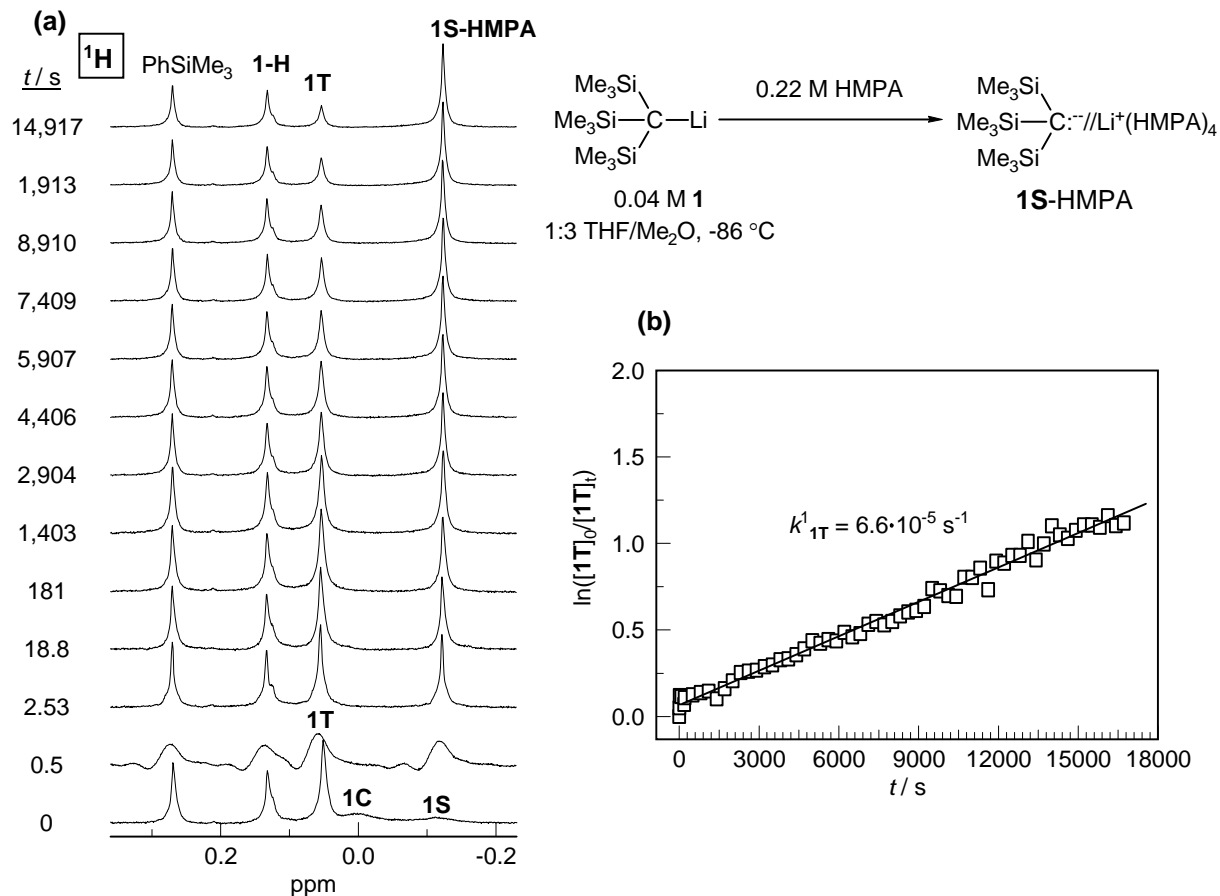 (a)
¹H
t / s
PhSiMe₃
1-H
1T
1S-HMPA
14,917
1,913
8,910
7,409
5,907
4,406
2,904
1,403
181
18.8
2.53
0.5
0
1T
1C
1S
0.2
0.0
-0.2
ppm
Me₃Si
Me₃Si
Me₃Si
C
Li
0.22 M HMPA
Me₃Si
Me₃Si
Me₃Si
C:⁻⁻//Li⁺(HMPA)₄
0.04 M 1
1:3 THF/Me₂O, -86 °C
1S-HMPA
(b)
2.0
1.5
1.0
0.5
0.0
ln([1T]₀/[1T]ₜ)
k¹₁T = 6.6·10⁻⁵ s⁻¹
0
3000
6000
9000
12000
15000
18000
t / s